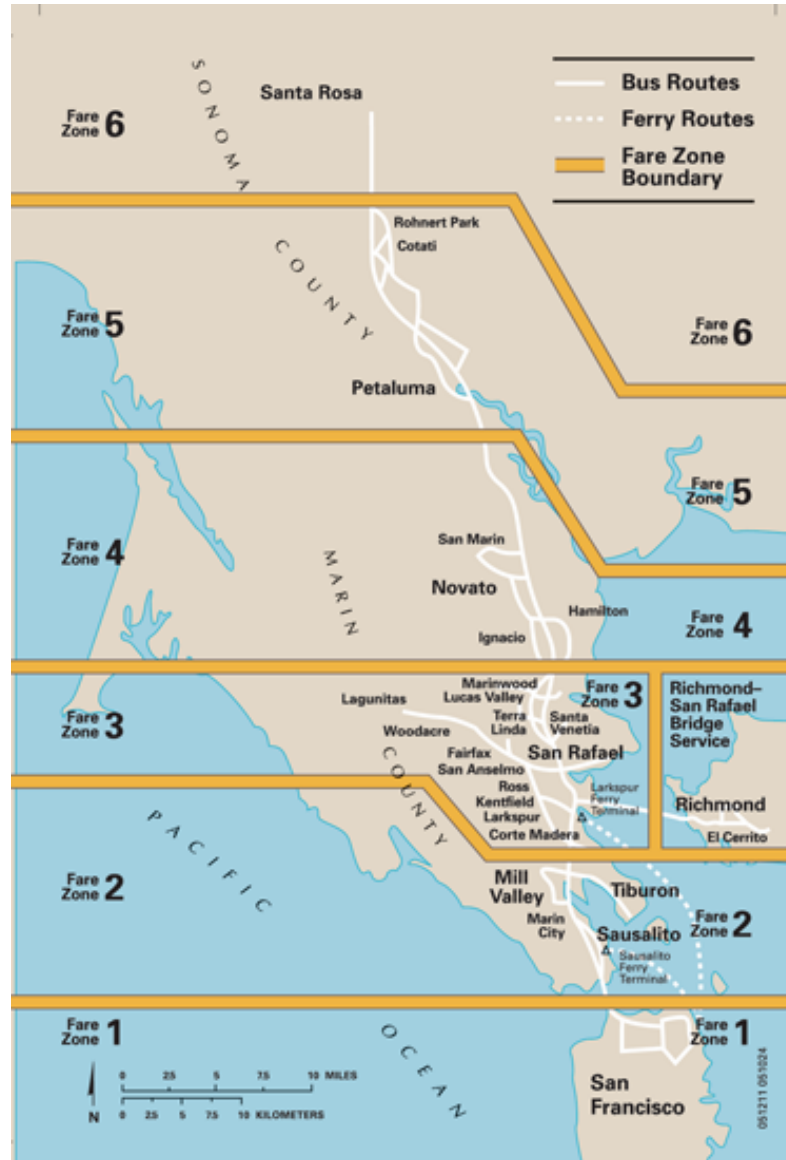 Santa Rosa
SONOMA
COUNTY
Bus Routes
Ferry Routes
Fare Zone
Boundary
Fare
Zone 6
Rohnert Park
Cotati
Fare
Zone 5
Fare
Zone 6
Petaluma
Fare
Zone 5
Fare
Zone 4
San Marin
MARIN
COUNTY
Novato
Hamilton
Ignacio
Fare
Zone 4
Fare
Zone 3
Marinwood
Lucas Valley
Lagunitas
Terra
Linda
Santa
Venetia
Woodacre
Fare
Zone 3
Richmond–
San Rafael
Bridge
Service
Fairfax
San Rafael
San Anselmo
Ross
Kentfield
Larkspur
Corte Madera
Larkspur
Ferry
Terminal
Richmond
El Cerrito
PACIFIC
OCEAN
Fare
Zone 2
Mill
Valley
Tiburon
Marin
City
Sausalito
Sausalito
Ferry
Terminal
Fare
Zone 2
Fare
Zone 1
Fare
Zone 1
San
Francisco
N
0 2.5 5 7.5 10 MILES
0 2.5 5 7.5 10 KILOMETERS
051211 051024